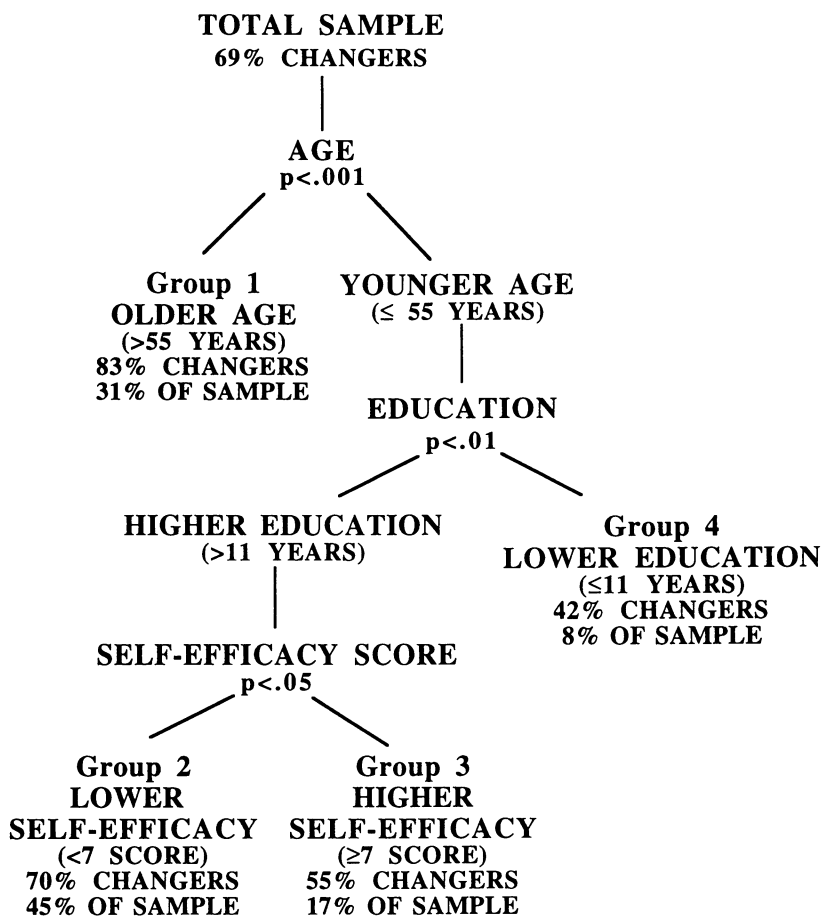 TOTAL SAMPLE
69% CHANGERS
AGE
p<.001
Group 1
OLDER AGE
(>55 YEARS)
83% CHANGERS
31% OF SAMPLE
YOUNGER AGE
(≤ 55 YEARS)
EDUCATION
p<.01
HIGHER EDUCATION
(>11 YEARS)
Group 4
LOWER EDUCATION
(≤11 YEARS)
42% CHANGERS
8% OF SAMPLE
SELF-EFFICACY SCORE
p<.05
Group 2
LOWER
SELF-EFFICACY
(<7 SCORE)
70% CHANGERS
45% OF SAMPLE
Group 3
HIGHER
SELF-EFFICACY
(≥7 SCORE)
55% CHANGERS
17% OF SAMPLE